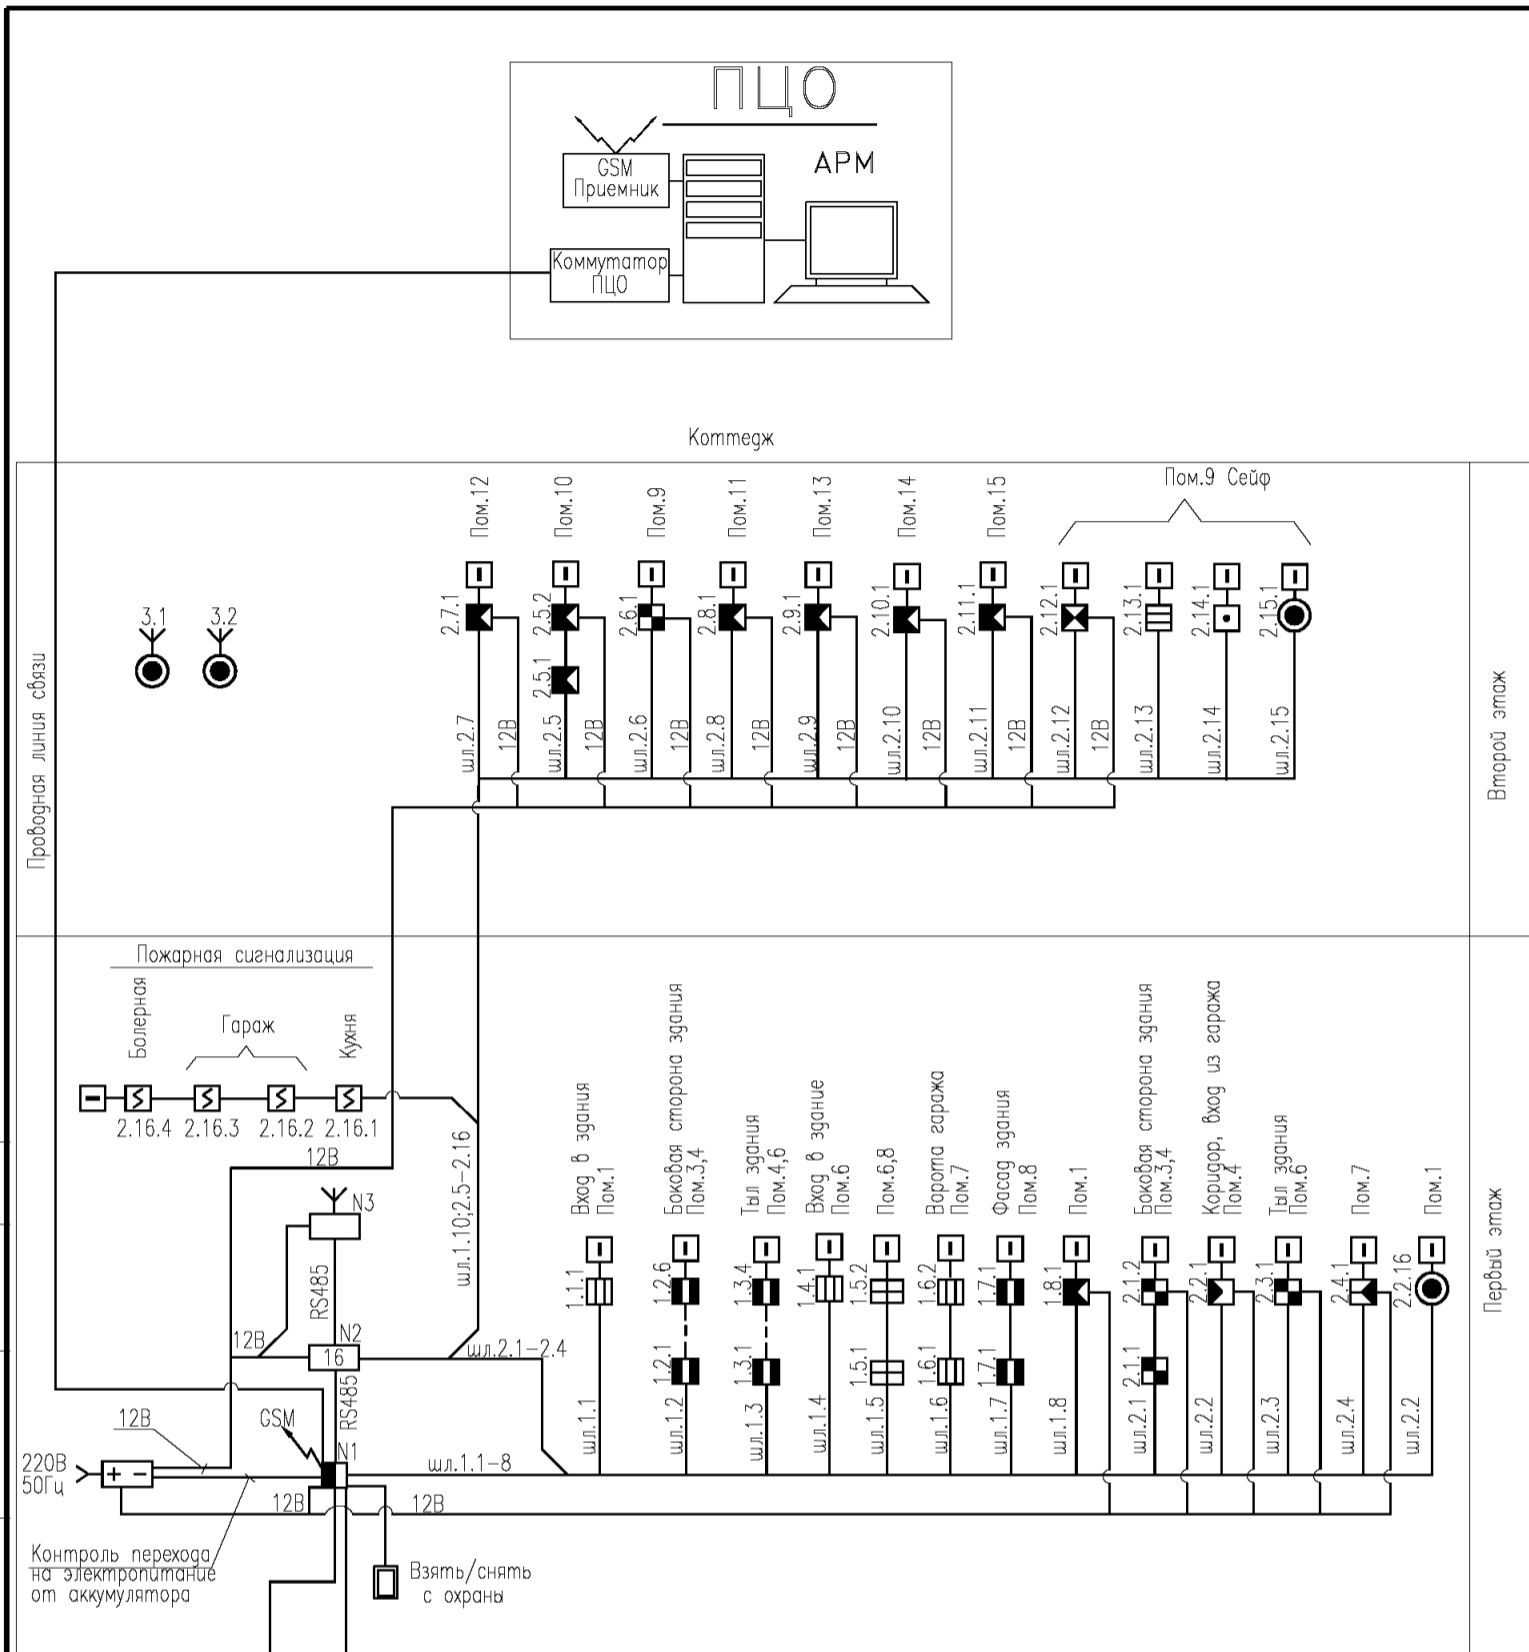 ПЦО
GSM
Приемник
АРМ
Коммутатор
ПЦО
Коттедж
Проводная линия связи
Второй этаж
3.1
3.2
Пом.12
Пом.10
Пом.9
Пом.11
Пом.13
Пом.14
Пом.15
Пом.9 Сейф
2.7.1
2.5.2
2.6.1
2.8.1
2.9.1
2.10.1
2.11.1
2.12.1
2.13.1
2.14.1
2.15.1
2.5.1
шл.2.7
12В
шл.2.5
12В
шл.2.6
12В
шл.2.8
12В
шл.2.9
12В
шл.2.10
12В
шл.2.11
12В
шл.2.12
12В
шл.2.13
шл.2.14
шл.2.15
Первый этаж
Пожарная сигнализация
Болерная
Гараж
Кухня
2.16.4
2.16.3
2.16.2
2.16.1
12В
N3
RS485
шл.1.10;2.5-2.16
12В
N2
16
шл.2.1-2.4
RS485
12В
GSM
N1
шл.1.1-8
220В
50Гц
12В
12В
Контроль перехода
на электропитание
от аккумулятора
Взять/снять
с охраны
Вход в здания
Пом.1
Боковая сторона здания
Пом.3,4
Тыл здания
Пом.4,6
Вход в здание
Пом.6
Пом.6,8
Ворота гаража
Пом.7
Фасад здания
Пом.8
Пом.1
Боковая сторона здания
Пом.3,4
Коридор, вход из гаража
Пом.4
Тыл здания
Пом.6
Пом.7
Пом.1
1.1.1
1.2.6
1.3.4
1.4.1
1.5.2
1.6.2
1.7.1
1.8.1
2.1.2
2.2.1
2.3.1
2.4.1
2.2.16
1.2.1
1.3.1
1.5.1
1.6.1
1.7.1
2.1.1
шл.1.1
шл.1.2
шл.1.3
шл.1.4
шл.1.5
шл.1.6
шл.1.7
шл.1.8
шл.2.1
шл.2.2
шл.2.3
шл.2.4
шл.2.2